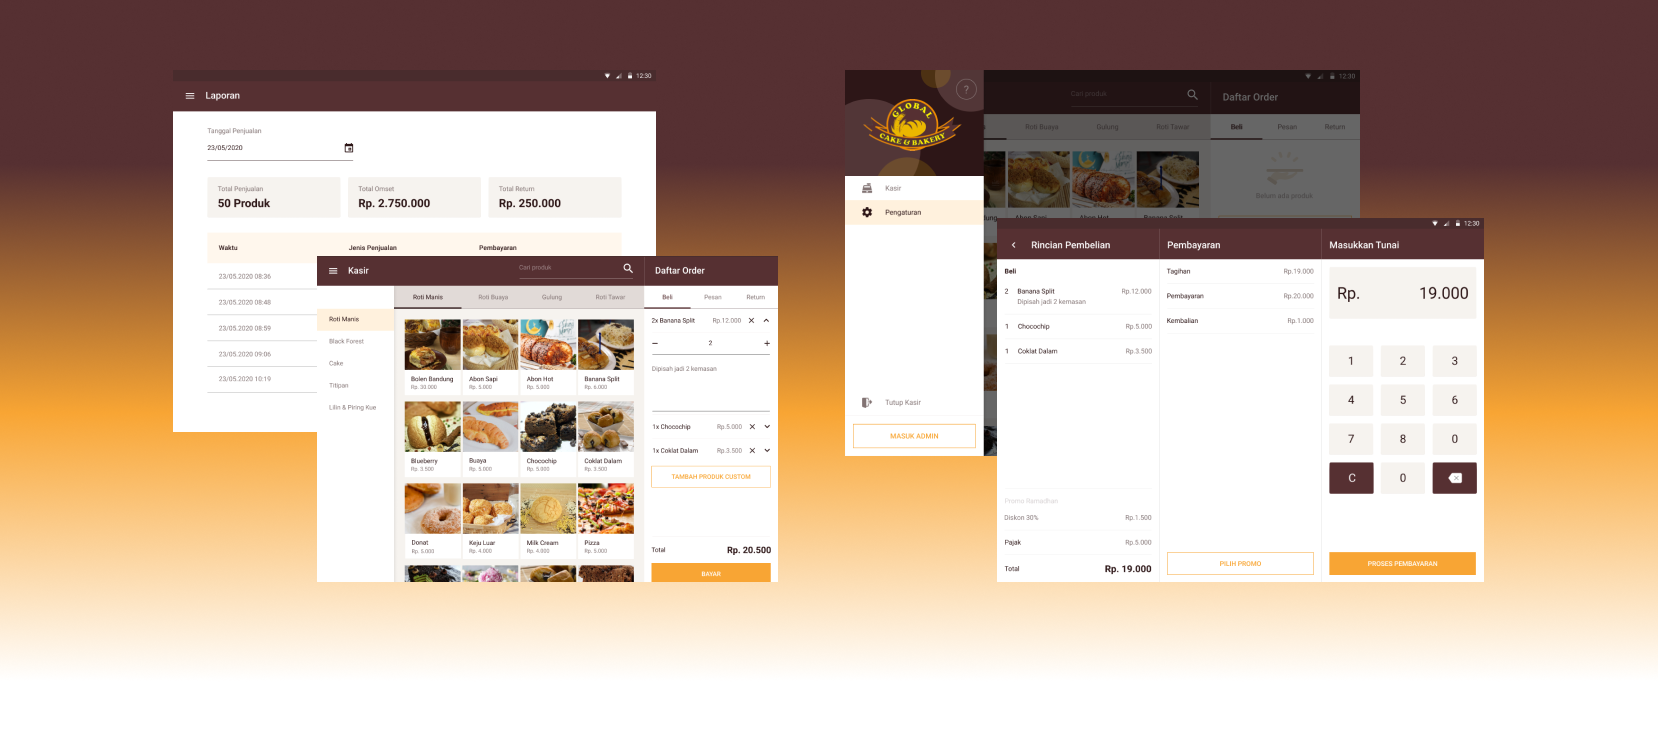 12:30
Laporan
Tanggal Penjualan
23/05/2020
Total Penjualan
50 Produk
Total Omset
Rp. 2.750.000
Total Return
Rp. 250.000
Waktu
Jenis Penjualan
Pembayaran
23/05.2020 08:36
23/05.2020 08:48
23/05.2020 08:59
23/05.2020 09:06
23/05.2020 10:19
Kasir
Cari produk
Daftar Order
Roti Manis
Roti Buaya
Gulung
Roti Tawar
Beli
Pesan
Return
Roti Manis
Black Forest
Cake
Titipan
Lilin & Piring Kue
Bolen Bandung
Rp. 30.000
Abon Sapi
Rp. 5.000
Abon Hot
Rp. 5.000
Banana Split
Rp. 6.000
Blueberry
Rp. 3.500
Buaya
Rp. 5.000
Chocochip
Rp. 5.000
Coklat Dalam
Rp. 3.500
Donat
Rp. 5.000
Keju Luar
Rp. 4.000
Milk Cream
Rp. 4.000
Pizza
Rp. 5.000
2x Banana Split Rp.12.000
− 2 +
Dipisah jadi 2 kemasan
1x Chocochip Rp.5.000
1x Coklat Dalam Rp.3.500
TAMBAH PRODUK CUSTOM
Total Rp. 20.500
BAYAR
12:30
?
GLOBAL
CAKE & BAKERY
Kasir
Pengaturan
Tutup Kasir
MASUK ADMIN
Cari produk
Daftar Order
Roti Buaya
Gulung
Roti Tawar
Beli
Pesan
Return
Belum ada produk
Abon Sapi
Abon Hot
Banana Split
12:30
Rincian Pembelian
Pembayaran
Masukkan Tunai
Beli
2 Banana Split Rp.12.000
Dipisah jadi 2 kemasan
1 Chocochip Rp.5.000
1 Coklat Dalam Rp.3.500
Promo Ramadhan
Diskon 30% Rp.1.500
Pajak Rp.5.000
Total Rp. 19.000
Tagihan Rp.19.000
Pembayaran Rp.20.000
Kembalian Rp.1.000
PILIH PROMO
Rp. 19.000
1 2 3
4 5 6
7 8 0
C 0
PROSES PEMBAYARAN